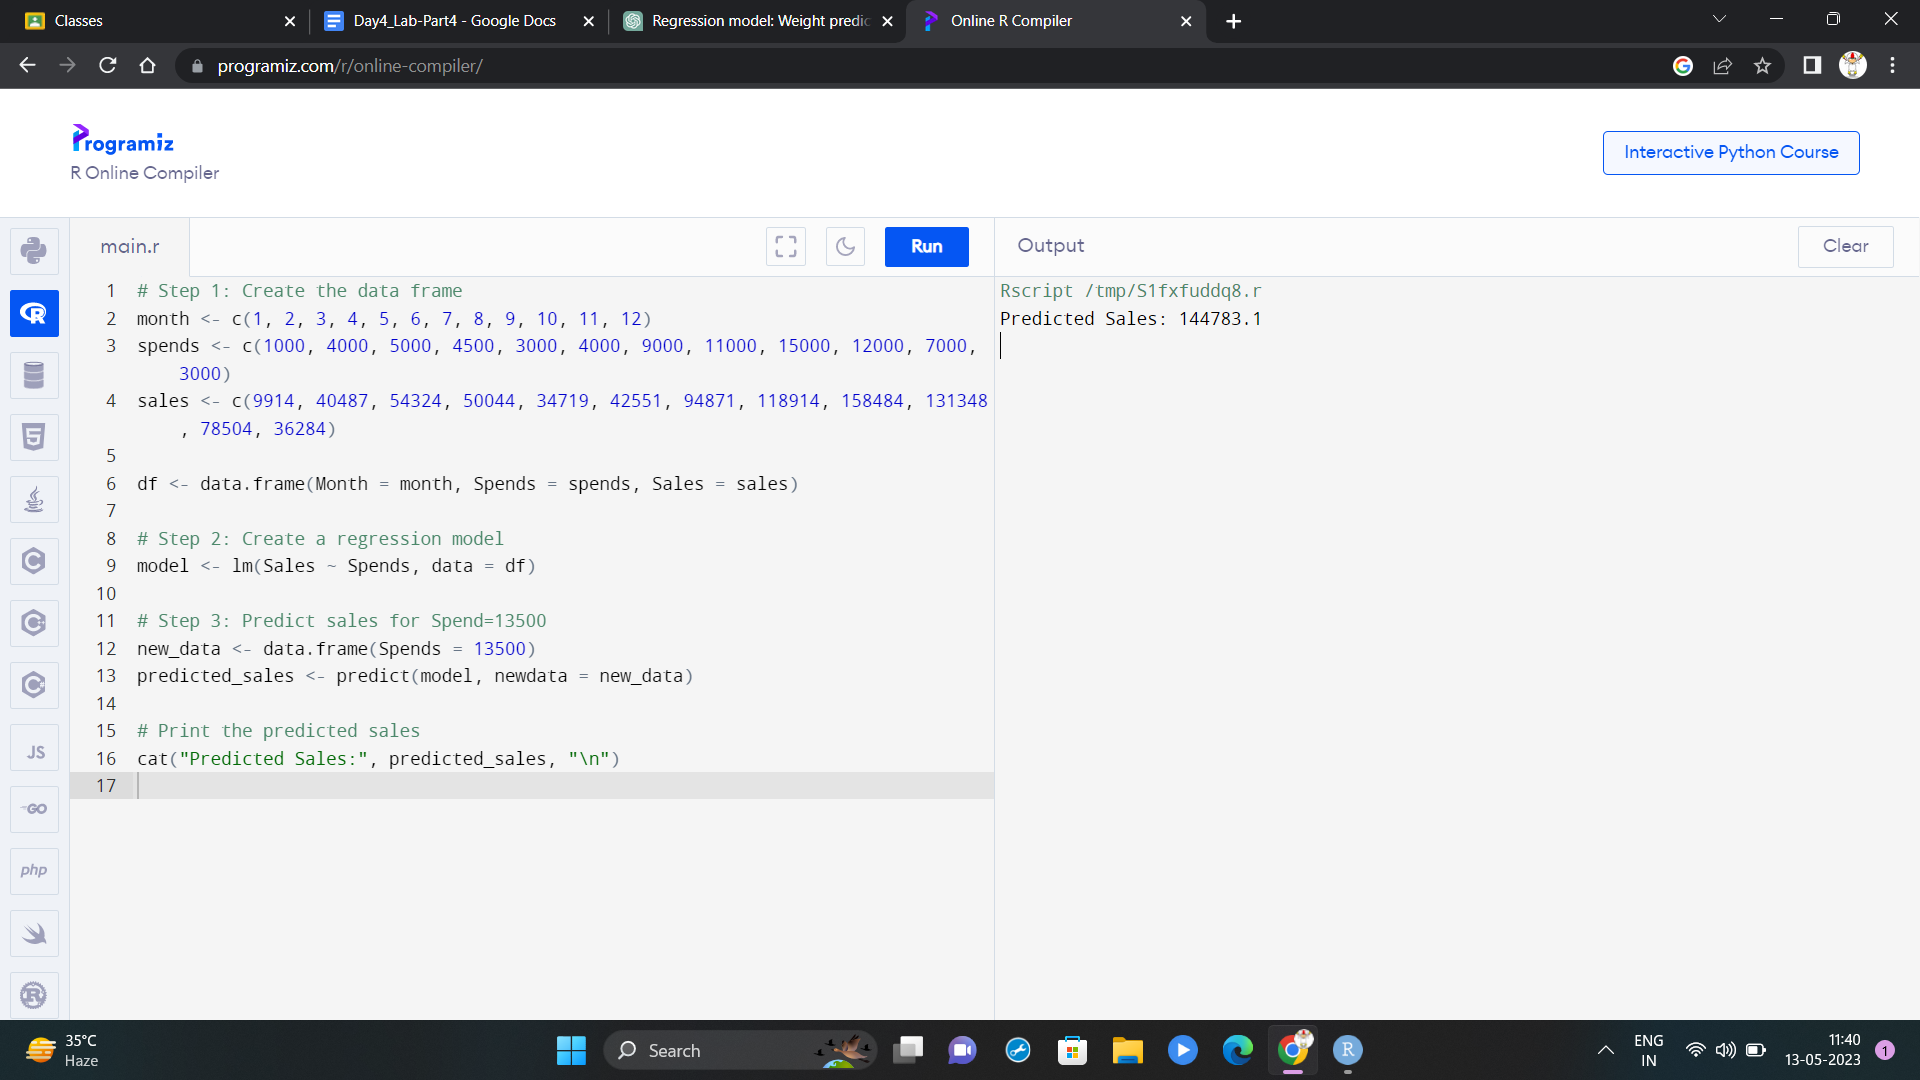 Classes
Day4_Lab-Part4 - Google Docs
Regression model: Weight predic
Online R Compiler
programiz.com/r/online-compiler/
Programiz
R Online Compiler
Interactive Python Course
main.r
Run
Output
Clear
1 # Step 1: Create the data frame
2 month <- c(1, 2, 3, 4, 5, 6, 7, 8, 9, 10, 11, 12)
3 spends <- c(1000, 4000, 5000, 4500, 3000, 4000, 9000, 11000, 15000, 12000, 7000,
3000)
4 sales <- c(9914, 40487, 54324, 50044, 34719, 42551, 94871, 118914, 158484, 131348
, 78504, 36284)
5
6 df <- data.frame(Month = month, Spends = spends, Sales = sales)
7
8 # Step 2: Create a regression model
9 model <- lm(Sales ~ Spends, data = df)
10
11 # Step 3: Predict sales for Spend=13500
12 new_data <- data.frame(Spends = 13500)
13 predicted_sales <- predict(model, newdata = new_data)
14
15 # Print the predicted sales
16 cat("Predicted Sales:", predicted_sales, "\n")
17
Rscript /tmp/S1fxfuddq8.r
Predicted Sales: 144783.1
R
5
C
C
C
JS
GO
php
R
35°C
Haze
Search
R
ENG
IN
11:40
13-05-2023
1